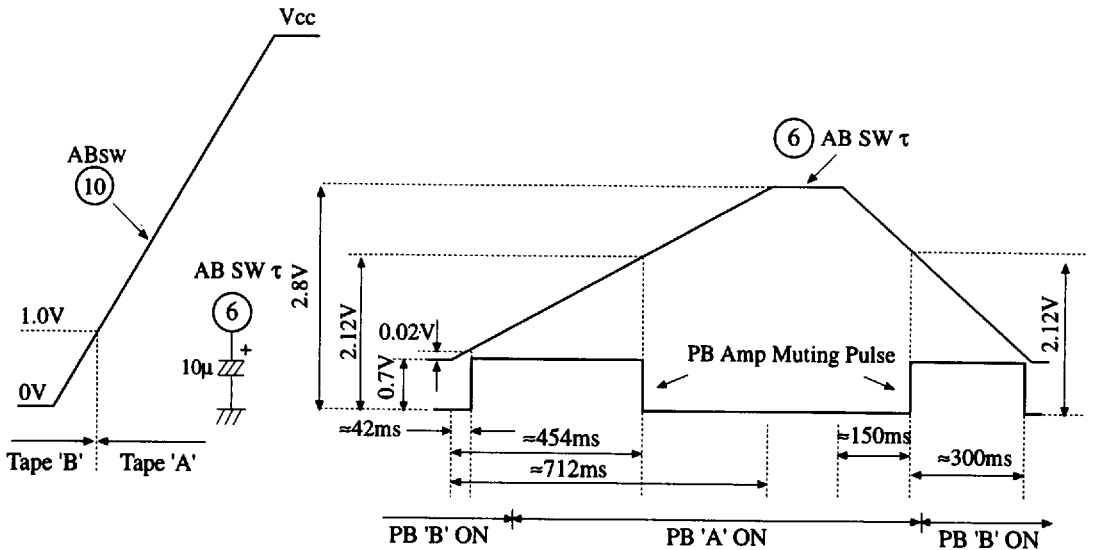 Vcc
ABsw
10
1.0V
0V
Tape 'B'
Tape 'A'
AB SW τ
6
+
10μ
6 AB SW τ
2.8V
2.12V
0.02V
0.7V
PB Amp Muting Pulse
2.12V
≈42ms
≈454ms
≈712ms
≈150ms
≈300ms
PB 'B' ON
PB 'A' ON
PB 'B' ON